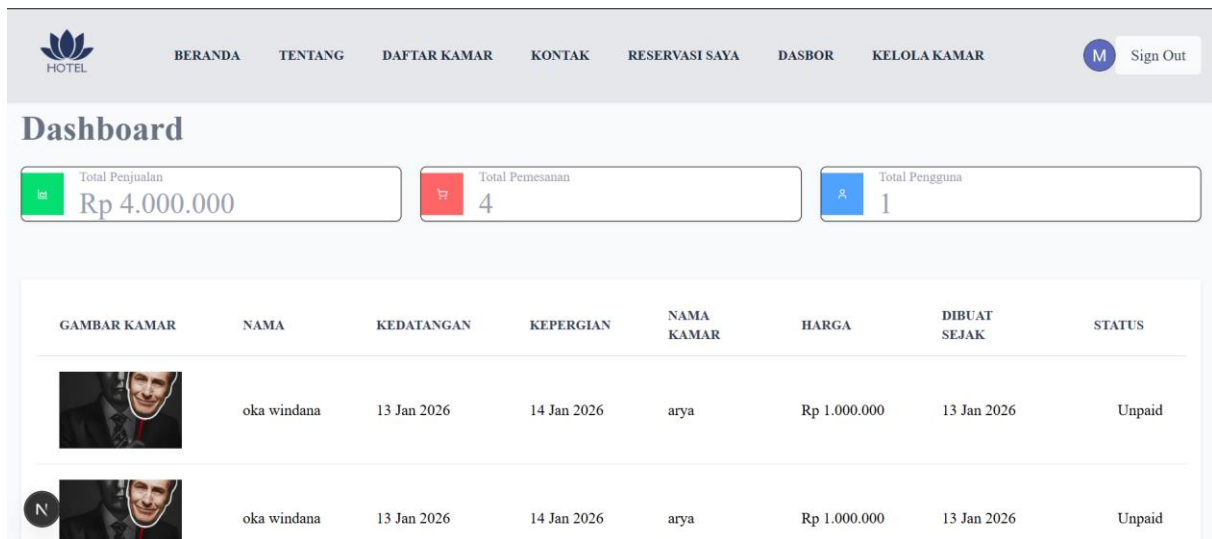 HOTEL
BERANDA TENTANG DAFTAR KAMAR KONTAK RESERVASI SAYA DASBOR KELOLA KAMAR
M Sign Out
Dashboard
Total Penjualan
Rp 4.000.000
Total Pemesanan
4
Total Pengguna
1
GAMBAR KAMAR NAMA KEDATANGAN KEPERGIAN NAMA KAMAR HARGA DIBUAT SEJAK STATUS
oka windana 13 Jan 2026 14 Jan 2026 arya Rp 1.000.000 13 Jan 2026 Unpaid
N
oka windana 13 Jan 2026 14 Jan 2026 arya Rp 1.000.000 13 Jan 2026 Unpaid